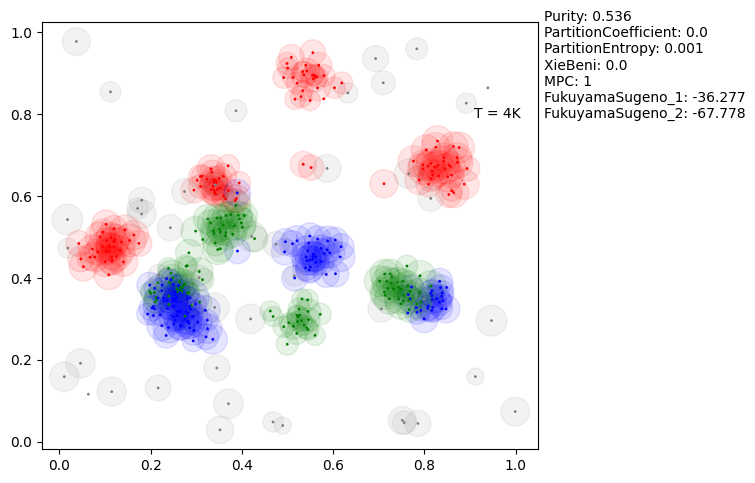 Purity: 0.536
PartitionCoefficient: 0.0
PartitionEntropy: 0.001
XieBeni: 0.0
MPC: 1
FukuyamaSugeno_1: -36.277
FukuyamaSugeno_2: -67.778
T = 4K
1.0
0.8
0.6
0.4
0.2
0.0
0.0 0.2 0.4 0.6 0.8 1.0